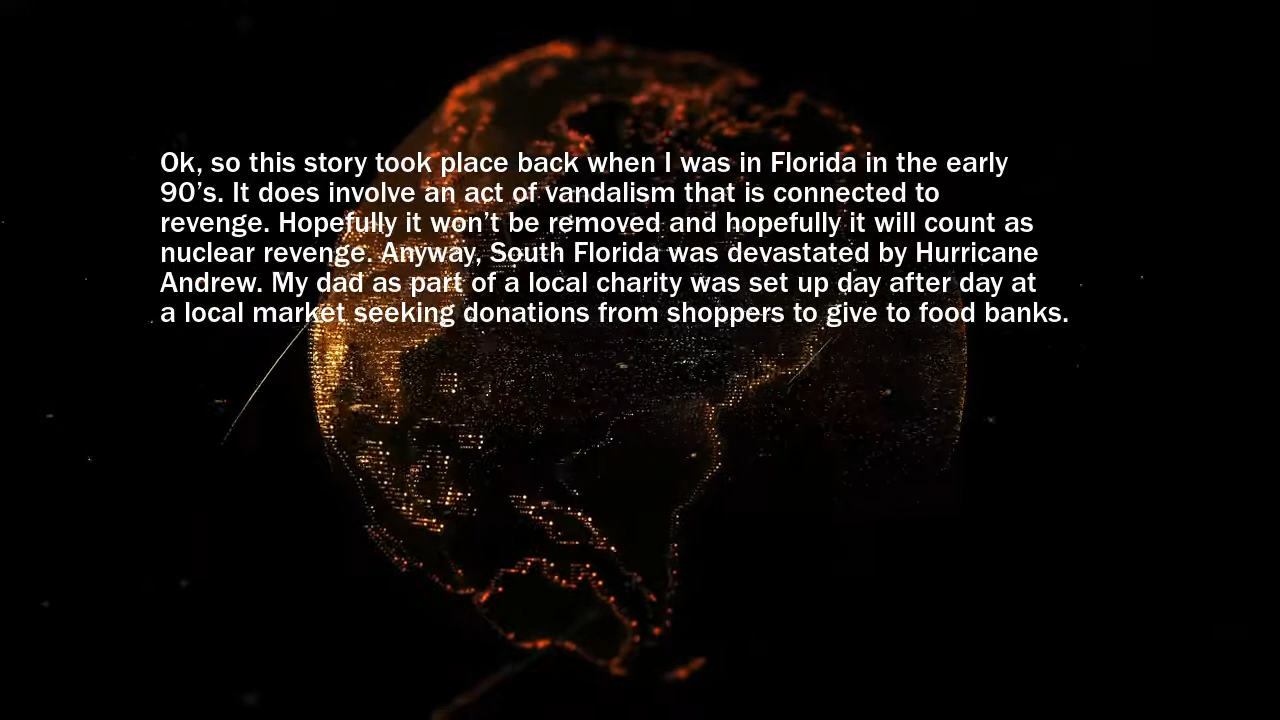 Ok, so this story took place back when I was in Florida in the early
90’s. It does involve an act of vandalism that is connected to
revenge. Hopefully it won’t be removed and hopefully it will count as
nuclear revenge. Anyway, South Florida was devastated by Hurricane
Andrew. My dad as part of a local charity was set up day after day at
a local market seeking donations from shoppers to give to food banks.